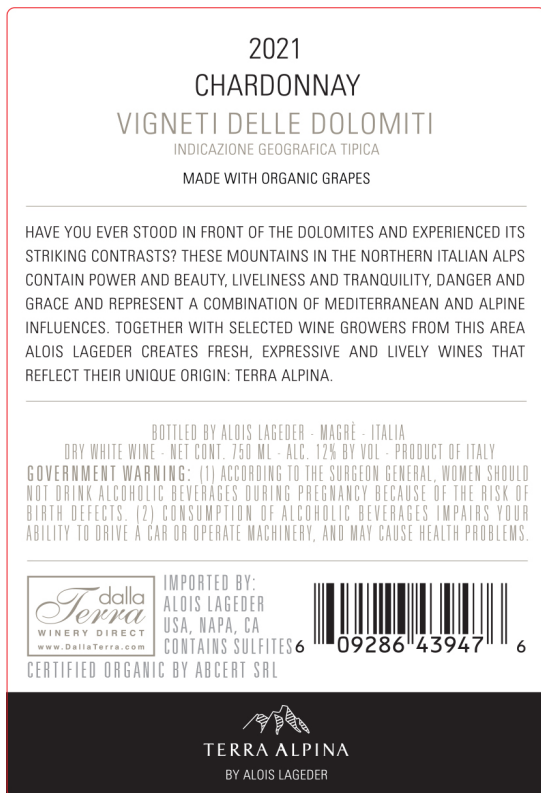 2021
CHARDONNAY
VIGNETI DELLE DOLOMITI
INDICAZIONE GEOGRAFICA TIPICA
MADE WITH ORGANIC GRAPES
HAVE YOU EVER STOOD IN FRONT OF THE DOLOMITES AND EXPERIENCED ITS
STRIKING CONTRASTS? THESE MOUNTAINS IN THE NORTHERN ITALIAN ALPS
CONTAIN POWER AND BEAUTY, LIVELINESS AND TRANQUILITY, DANGER AND
GRACE AND REPRESENT A COMBINATION OF MEDITERRANEAN AND ALPINE
INFLUENCES. TOGETHER WITH SELECTED WINE GROWERS FROM THIS AREA
ALOIS LAGEDER CREATES FRESH, EXPRESSIVE AND LIVELY WINES THAT
REFLECT THEIR UNIQUE ORIGIN: TERRA ALPINA.
BOTTLED BY ALOIS LAGEDER - MAGRÈ - ITALIA
DRY WHITE WINE - NET CONT. 750 ML - ALC. 12% BY VOL - PRODUCT OF ITALY
GOVERNMENT WARNING: (1) ACCORDING TO THE SURGEON GENERAL, WOMEN SHOULD
NOT DRINK ALCOHOLIC BEVERAGES DURING PREGNANCY BECAUSE OF THE RISK OF
BIRTH DEFECTS. (2) CONSUMPTION OF ALCOHOLIC BEVERAGES IMPAIRS YOUR
ABILITY TO DRIVE A CAR OR OPERATE MACHINERY, AND MAY CAUSE HEALTH PROBLEMS.
dalla
Terra
WINERY DIRECT
www.DallaTerra.com
IMPORTED BY:
ALOIS LAGEDER
USA, NAPA, CA
CONTAINS SULFITES
6 09286 43947 6
CERTIFIED ORGANIC BY ABCERT SRL
TERRA ALPINA
BY ALOIS LAGEDER